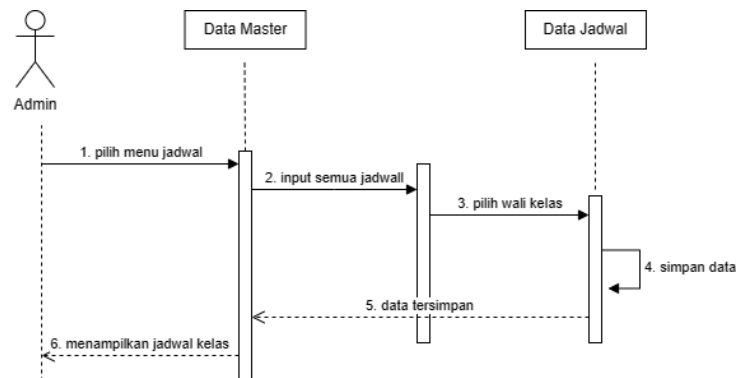 Data Master
Data Jadwal
Admin
1. pilih menu jadwal
2. input semua jadwall
3. pilih wali kelas
4. simpan data
5. data tersimpan
6. menampilkan jadwal kelas